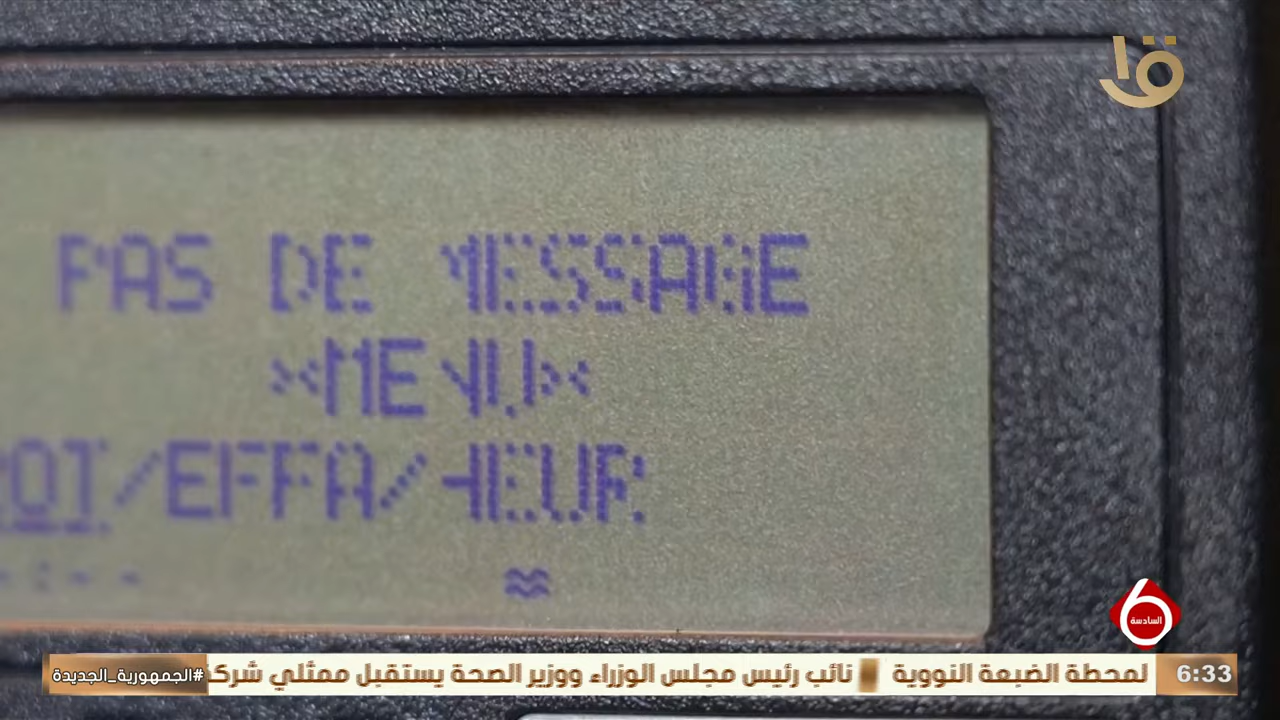 PAS DE MESSAGE
MENU
/EFFA/HEUR
السادسة
6:33
لمحطة الضبعة النووية نائب رئيس مجلس الوزراء ووزير الصحة يستقبل ممثلي
#الجمهورية_الجديدة